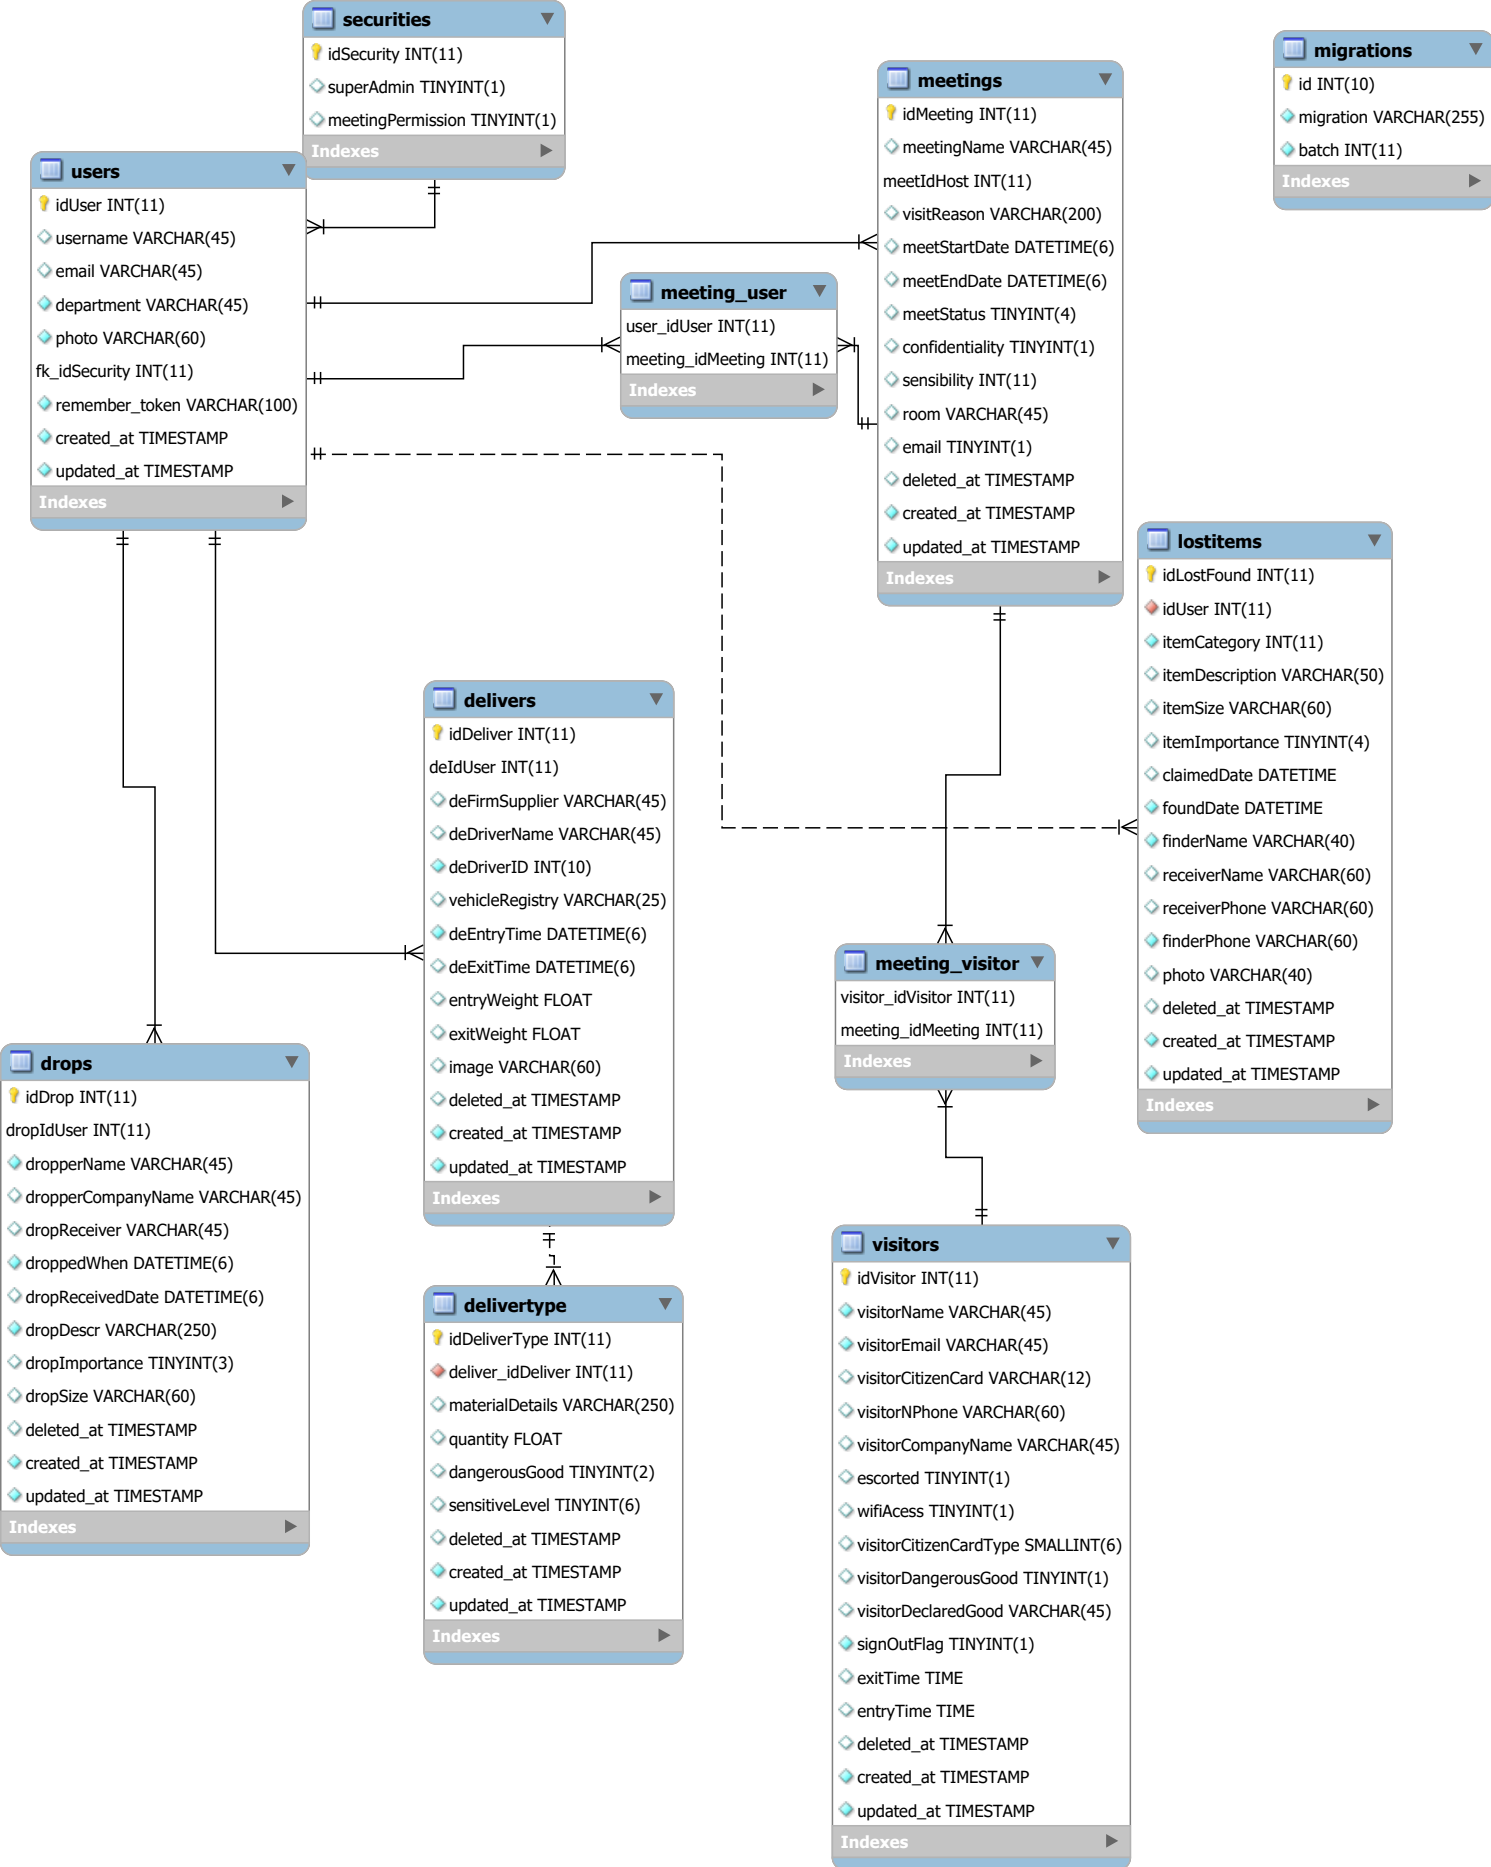 securities
idSecurity INT(11)
superAdmin TINYINT(1)
meetingPermission TINYINT(1)
Indexes
users
idUser INT(11)
username VARCHAR(45)
email VARCHAR(45)
department VARCHAR(45)
photo VARCHAR(60)
fk_idSecurity INT(11)
remember_token VARCHAR(100)
created_at TIMESTAMP
updated_at TIMESTAMP
Indexes
meeting_user
user_idUser INT(11)
meeting_idMeeting INT(11)
Indexes
meetings
idMeeting INT(11)
meetingName VARCHAR(45)
meetIdHost INT(11)
visitReason VARCHAR(200)
meetStartDate DATETIME(6)
meetEndDate DATETIME(6)
meetStatus TINYINT(4)
confidentiality TINYINT(1)
sensibility INT(11)
room VARCHAR(45)
email TINYINT(1)
deleted_at TIMESTAMP
created_at TIMESTAMP
updated_at TIMESTAMP
Indexes
migrations
id INT(10)
migration VARCHAR(255)
batch INT(11)
Indexes
lostitems
idLostFound INT(11)
idUser INT(11)
itemCategory INT(11)
itemDescription VARCHAR(50)
itemSize VARCHAR(60)
itemImportance TINYINT(4)
claimedDate DATETIME
foundDate DATETIME
finderName VARCHAR(40)
receiverName VARCHAR(60)
receiverPhone VARCHAR(60)
finderPhone VARCHAR(60)
photo VARCHAR(40)
deleted_at TIMESTAMP
created_at TIMESTAMP
updated_at TIMESTAMP
Indexes
delivers
idDeliver INT(11)
deIdUser INT(11)
deFirmSupplier VARCHAR(45)
deDriverName VARCHAR(45)
deDriverID INT(10)
vehicleRegistry VARCHAR(25)
deEntryTime DATETIME(6)
deExitTime DATETIME(6)
entryWeight FLOAT
exitWeight FLOAT
image VARCHAR(60)
deleted_at TIMESTAMP
created_at TIMESTAMP
updated_at TIMESTAMP
Indexes
meeting_visitor
visitor_idVisitor INT(11)
meeting_idMeeting INT(11)
Indexes
drops
idDrop INT(11)
dropIdUser INT(11)
dropperName VARCHAR(45)
dropperCompanyName VARCHAR(45)
dropReceiver VARCHAR(45)
droppedWhen DATETIME(6)
dropReceivedDate DATETIME(6)
dropDescr VARCHAR(250)
dropImportance TINYINT(3)
dropSize VARCHAR(60)
deleted_at TIMESTAMP
created_at TIMESTAMP
updated_at TIMESTAMP
Indexes
delivertype
idDeliverType INT(11)
deliver_idDeliver INT(11)
materialDetails VARCHAR(250)
quantity FLOAT
dangerousGood TINYINT(2)
sensitiveLevel TINYINT(6)
deleted_at TIMESTAMP
created_at TIMESTAMP
updated_at TIMESTAMP
Indexes
visitors
idVisitor INT(11)
visitorName VARCHAR(45)
visitorEmail VARCHAR(45)
visitorCitizenCard VARCHAR(12)
visitorNPhone VARCHAR(60)
visitorCompanyName VARCHAR(45)
escorted TINYINT(1)
wifiAcess TINYINT(1)
visitorCitizenCardType SMALLINT(6)
visitorDangerousGood TINYINT(1)
visitorDeclaredGood VARCHAR(45)
signOutFlag TINYINT(1)
exitTime TIME
entryTime TIME
deleted_at TIMESTAMP
created_at TIMESTAMP
updated_at TIMESTAMP
Indexes